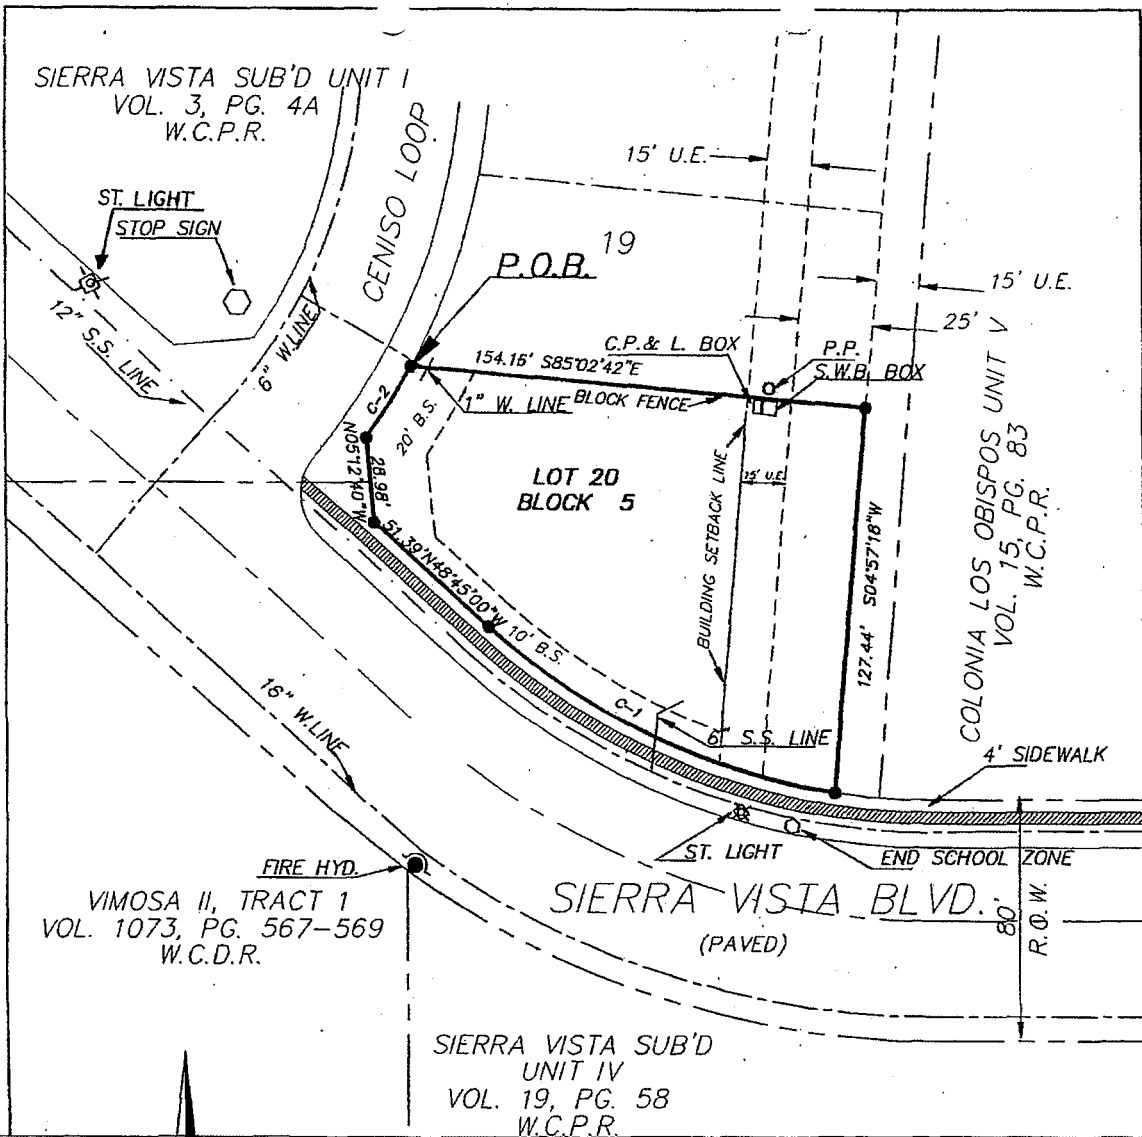 SIERRA VISTA SUB'D UNIT I
VOL. 3, PG. 4A
W.C.P.R.
CENISO LOOP
15' U.E.
ST. LIGHT
STOP SIGN
19
P.O.B.
15' U.E.
12" S.S. LINE
6" W.LINE
25'
C.P.& L. BOX
P.P.
S.W.B. BOX
154.16' S85°02'42"E
1" W. LINE
BLOCK FENCE
C-2
20' B.S.
N05°12'40"W
28.98'
LOT 20
BLOCK 5
15' U.E.
BUILDING SETBACK LINE
51.39' N48°45'00"W
10' B.S.
127.44' S04°57'18"W
COLONIA LOS OBISPOS UNIT V
VOL. 15, PG. 83
W.C.P.R.
C-1
6" S.S. LINE
16" W.LINE
4' SIDEWALK
ST. LIGHT
END SCHOOL ZONE
FIRE HYD.
SIERRA VISTA BLVD.
(PAVED)
80'
R.O.W.
VIMOSA II, TRACT 1
VOL. 1073, PG. 567-569
W.C.D.R.
SIERRA VISTA SUB'D
UNIT IV
VOL. 19, PG. 58
W.C.P.R.